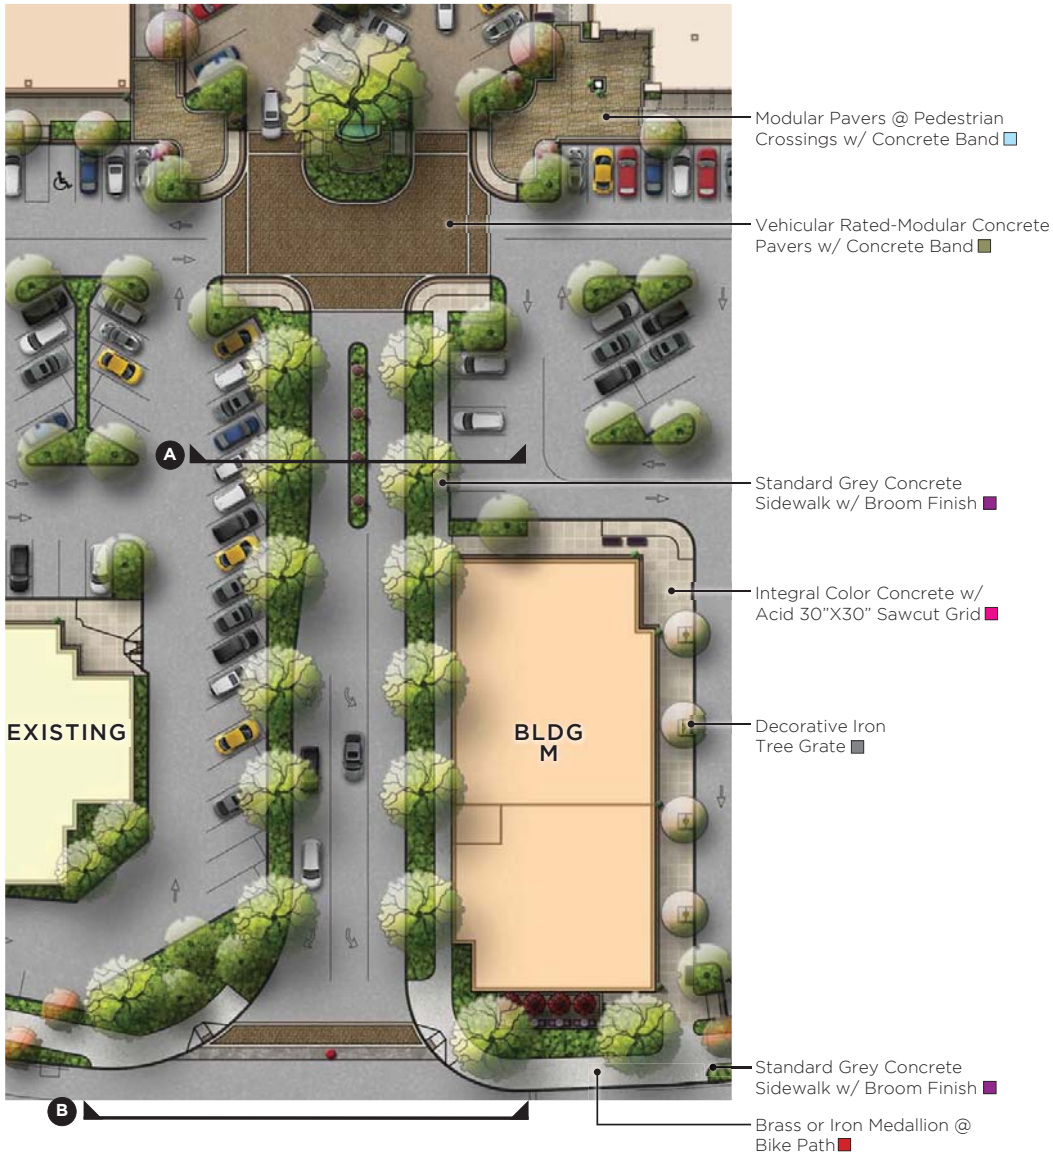 Modular Pavers @ Pedestrian
Crossings w/ Concrete Band
Vehicular Rated-Modular Concrete
Pavers w/ Concrete Band
A
Standard Grey Concrete
Sidewalk w/ Broom Finish
Integral Color Concrete w/
Acid 30”X30” Sawcut Grid
EXISTING
BLDG
M
Decorative Iron
Tree Grate
Standard Grey Concrete
Sidewalk w/ Broom Finish
B
Brass or Iron Medallion @
Bike Path